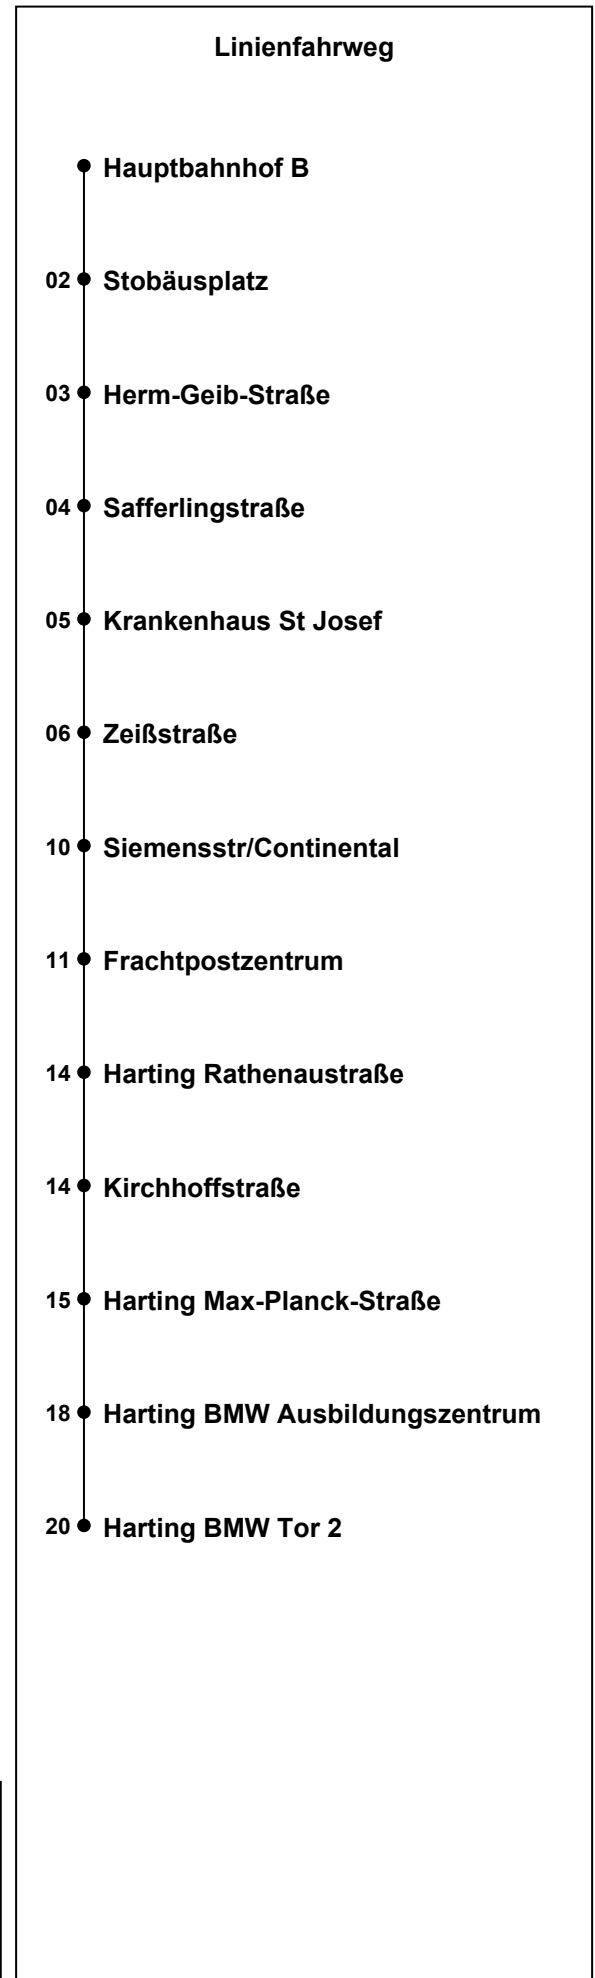 Linienfahrweg
Hauptbahnhof B
02 Stobäusplatz
03 Herm-Geib-Straße
04 Safferlingstraße
05 Krankenhaus St Josef
06 Zeißstraße
10 Siemensstr/Continental
11 Frachtpostzentrum
14 Harting Rathenaustraße
14 Kirchhoffstraße
15 Harting Max-Planck-Straße
18 Harting BMW Ausbildungszentrum
20 Harting BMW Tor 2